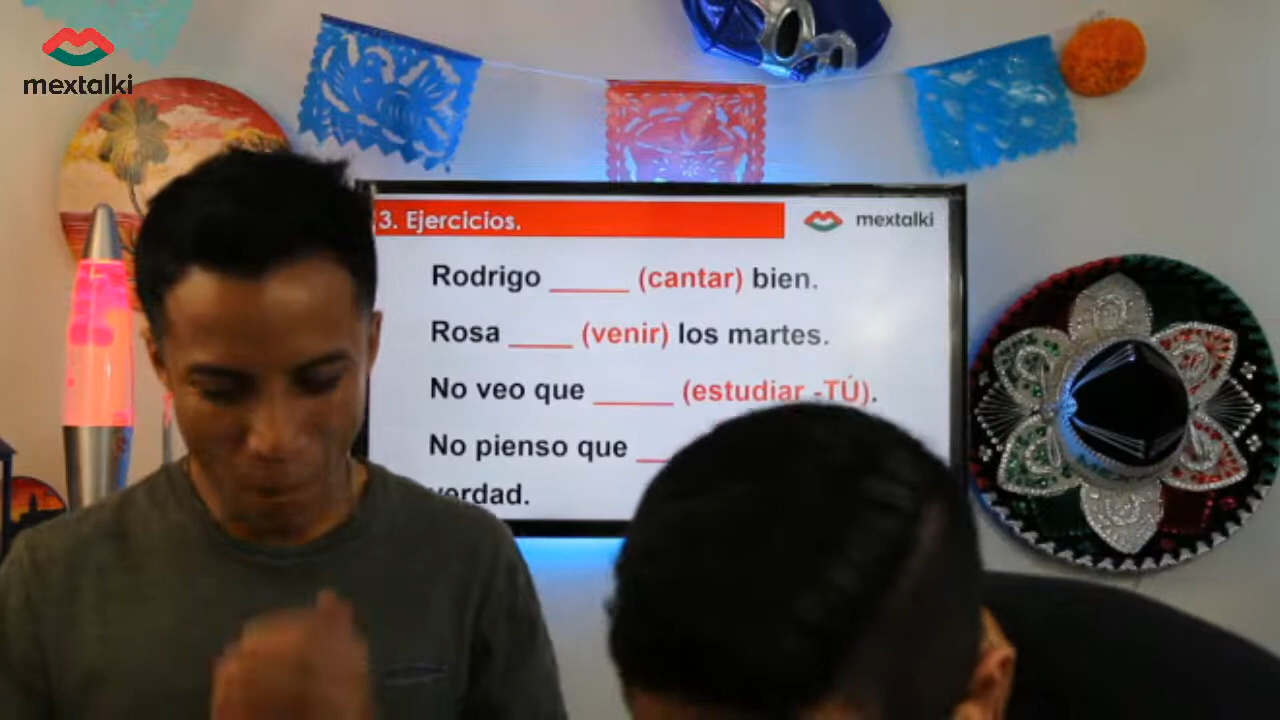 mextalki
3. Ejercicios.
mextalki
Rodrigo _____ (cantar) bien.
Rosa ____ (venir) los martes.
No veo que _____ (estudiar -TÚ).
No pienso que __
verdad.